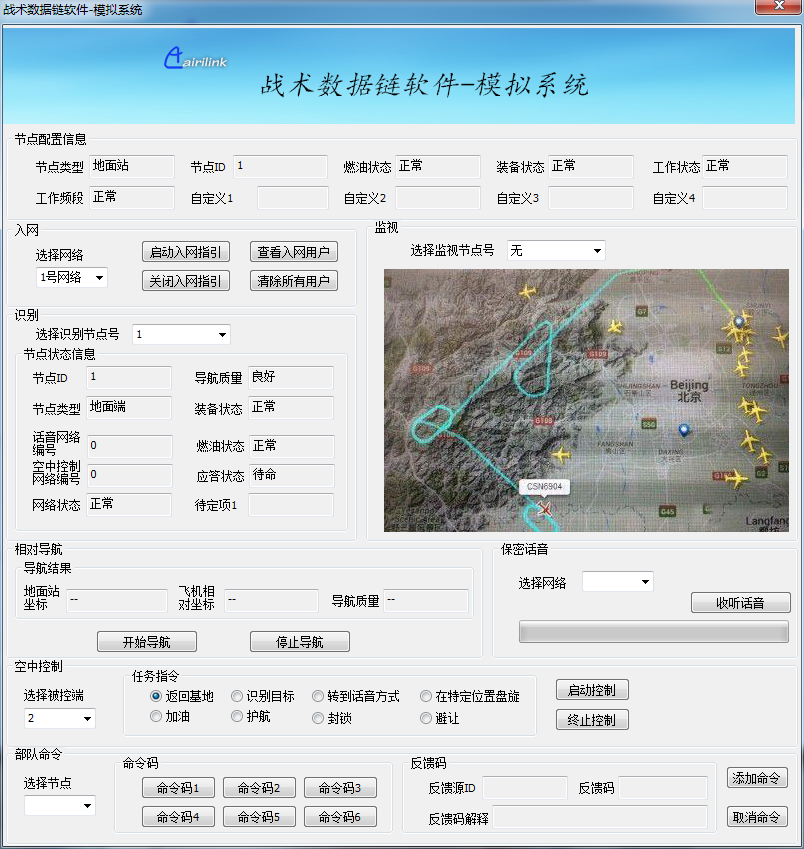 战术数据链软件-模拟系统
airilink
战术数据链软件-模拟系统
节点配置信息
节点类型 地面站 节点ID 1 燃油状态 正常 装备状态 正常 工作状态 正常
工作频段 正常 自定义1 自定义2 自定义3 自定义4
入网
选择网络
1号网络
启动入网指引 查看入网用户
关闭入网指引 清除所有用户
识别
选择识别节点号 1
节点状态信息
节点ID 1 导航质量 良好
节点类型 地面端 装备状态 正常
话音网络
编号 0 燃油状态 正常
空中控制
网络编号 0 应答状态 待命
网络状态 正常 待定项1
监视
选择监视节点号 无
G7
G109
G109
G109
G12
G108
SHIJINGSHAN
石景山区
Beijing
北京
TONGZHOU
S50
FANGSHAN
房山区
DAXING
大兴区
CSN6904
G45
Langfang
相对导航
导航结果
地面站
坐标 --
飞机相
对坐标 --
导航质量 --
开始导航 停止导航
保密话音
选择网络
收听话音
空中控制
选择被控端
2
任务指令
返回基地 识别目标 转到话音方式 在特定位置盘旋
加油 护航 封锁 避让
启动控制
终止控制
部队命令
选择节点
命令码
命令码1 命令码2 命令码3
命令码4 命令码5 命令码6
反馈码
反馈源ID 反馈码
反馈码解释
添加命令
取消命令